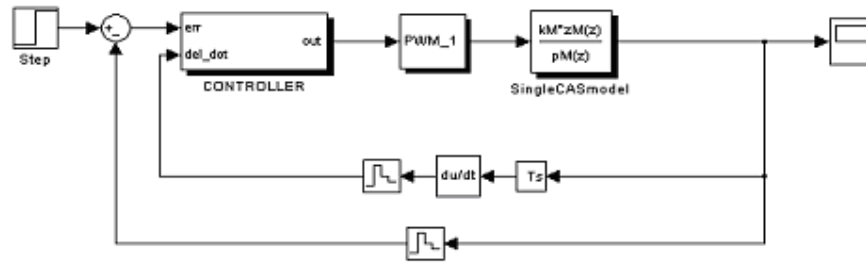 Step
+
-
err
del_dot
out
CONTROLLER
PWM_1
kM*zM(z)
pM(z)
SingleCASmodel
du/dt
Ts